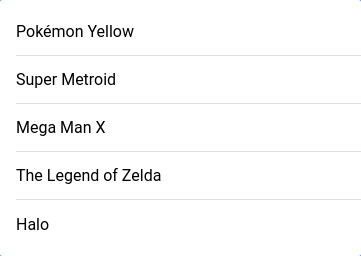 Pokémon Yellow
Super Metroid
Mega Man X
The Legend of Zelda
Halo